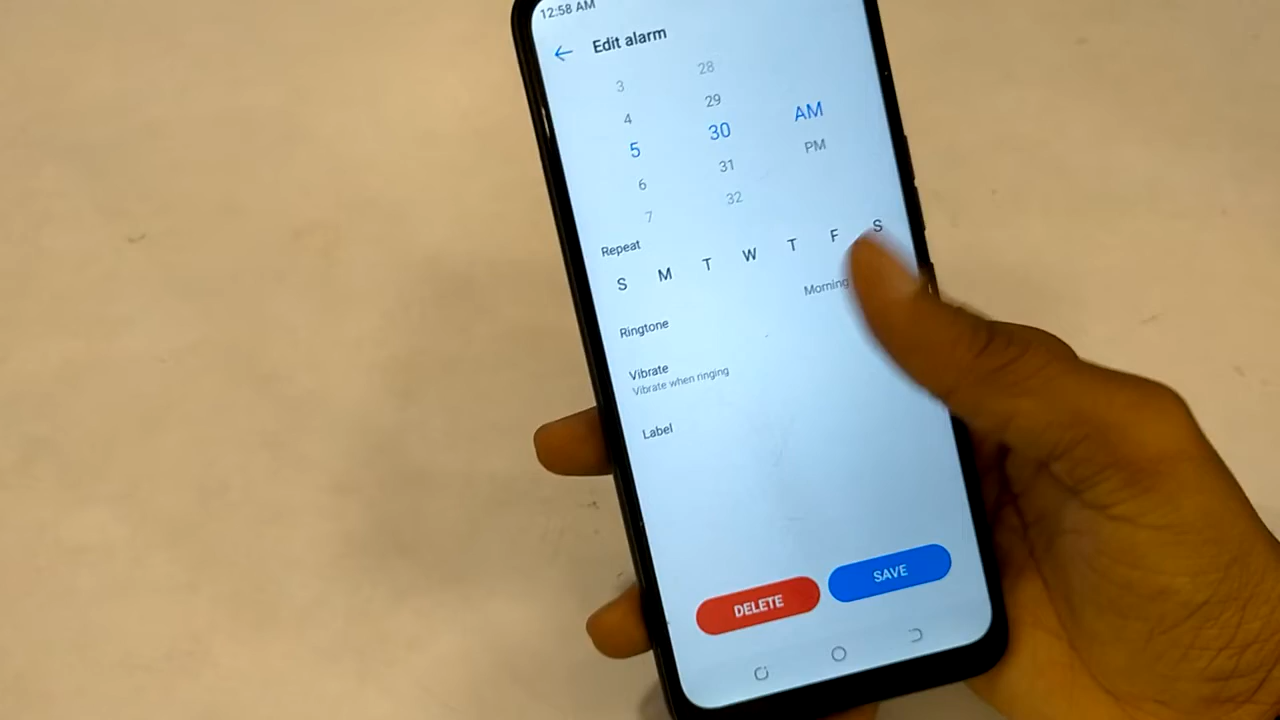 12:58 AM
Edit alarm
3 28
4 29
5 30 AM
6 31 PM
7 32
Repeat
S M T W T F S
Ringtone Morning
Vibrate
Vibrate when ringing
Label
DELETE SAVE